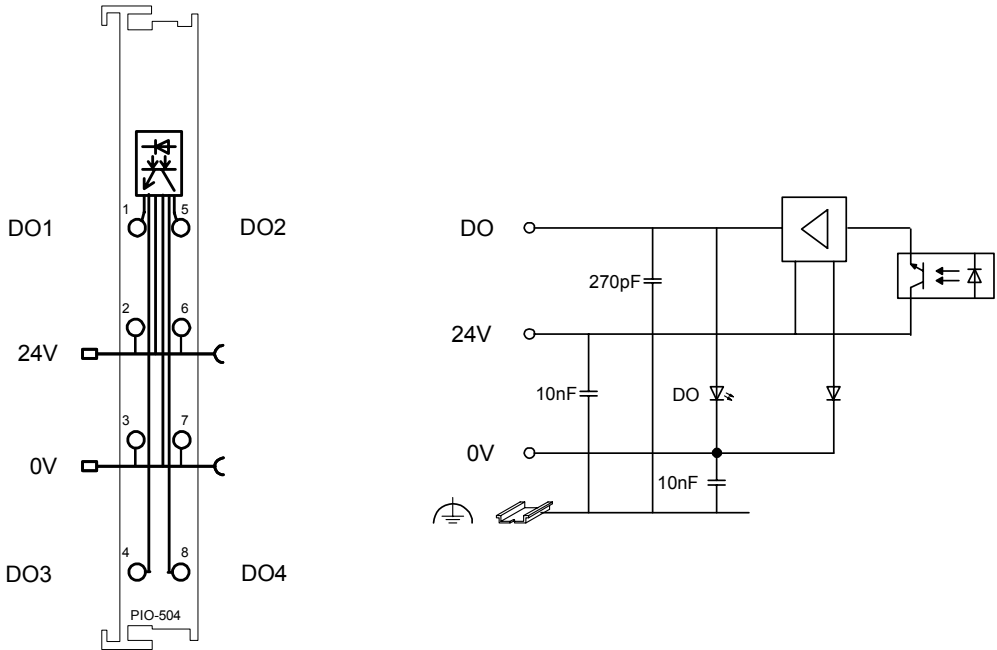 1
5
DO1
DO2
2
6
24V
3
7
0V
4
8
DO3
DO4
PIO-504
DO
270pF
24V
10nF
DO
0V
10nF